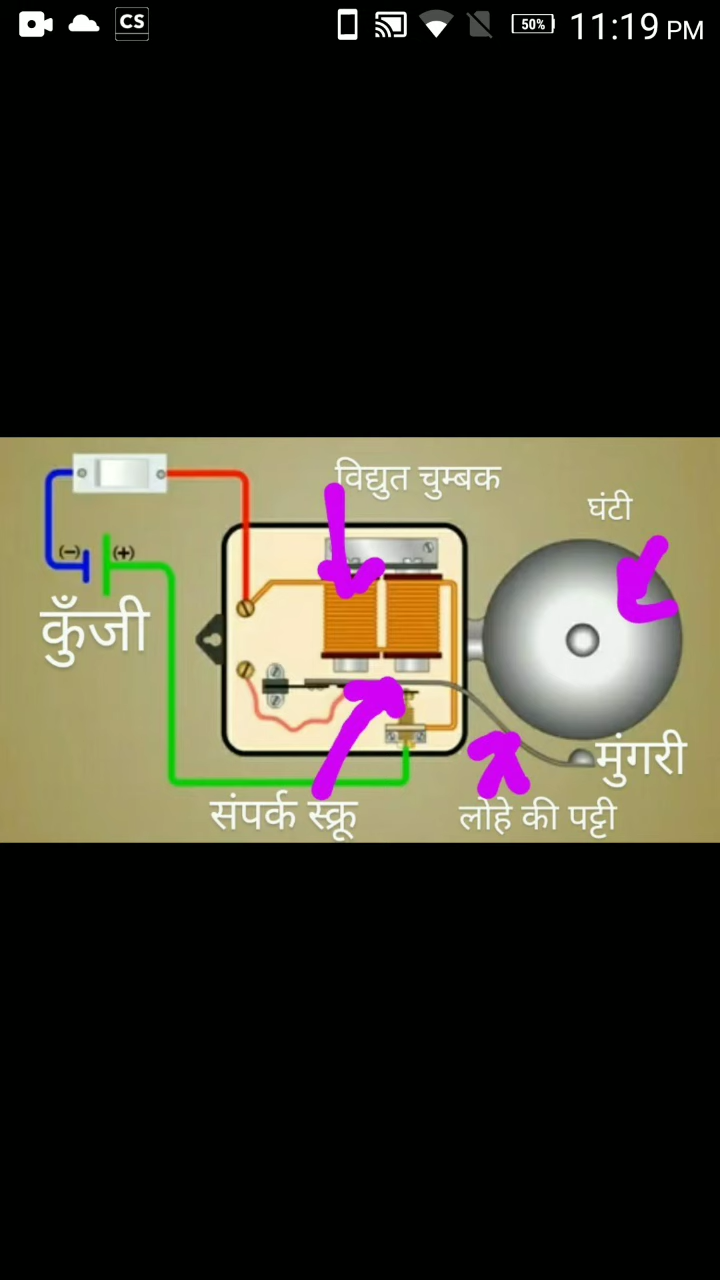 CS
50%
11:19 PM
विद्युत चुम्बक
घंटी
(−) (+)
कुँजी
मुंगरी
संपर्क स्क्रू
लोहे की पट्टी